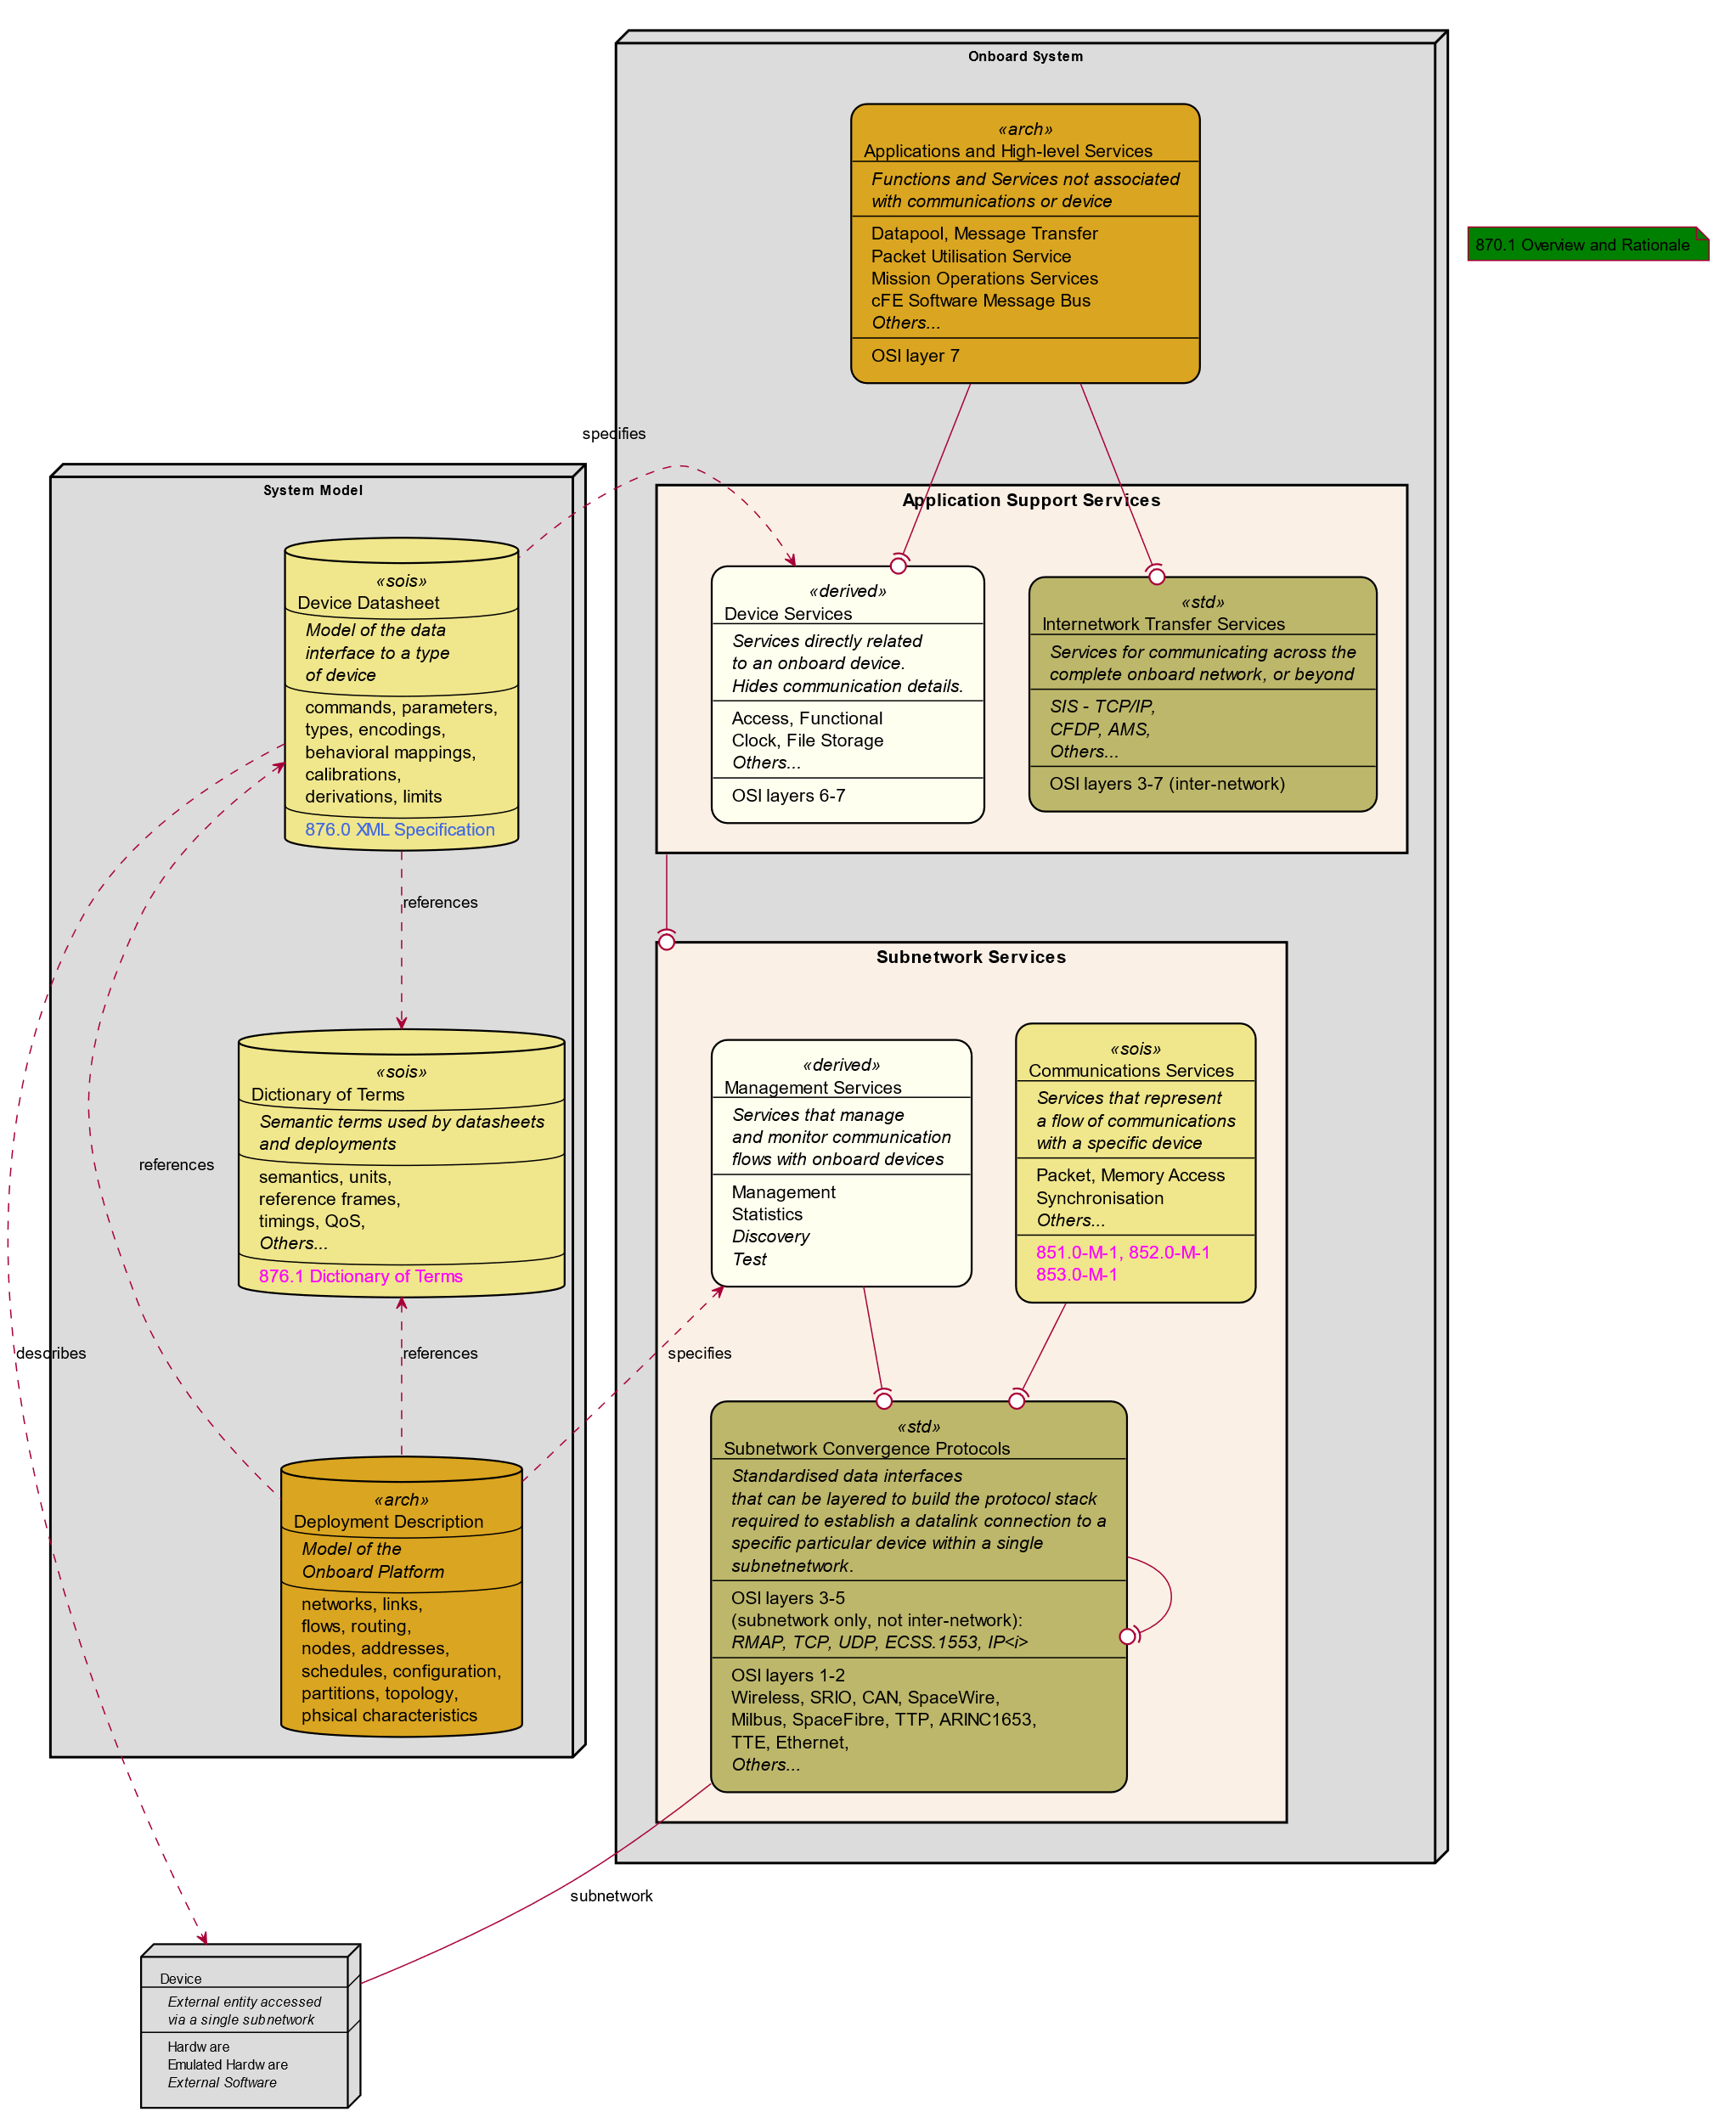 Onboard System
«arch»
Applications and High-level Services
Functions and Services not associated
with communications or device
Datapool, Message Transfer
Packet Utilisation Service
Mission Operations Services
cFE Software Message Bus
Others...
OSI layer 7
870.1 Overview and Rationale
specifies
System Model
«sois»
Device Datasheet
Model of the data
interface to a type
of device
commands, parameters,
types, encodings,
behavioral mappings,
calibrations,
derivations, limits
876.0 XML Specification
Application Support Services
«derived»
Device Services
Services directly related
to an onboard device.
Hides communication details.
Access, Functional
Clock, File Storage
Others...
OSI layers 6-7
«std»
Internetwork Transfer Services
Services for communicating across the
complete onboard network, or beyond
SIS - TCP/IP,
CFDP, AMS,
Others...
OSI layers 3-7 (inter-network)
references
«sois»
Dictionary of Terms
Semantic terms used by datasheets
and deployments
semantics, units,
reference frames,
timings, QoS,
Others...
876.1 Dictionary of Terms
references
Subnetwork Services
«derived»
Management Services
Services that manage
and monitor communication
flows with onboard devices
Management
Statistics
Discovery
Test
«sois»
Communications Services
Services that represent
a flow of communications
with a specific device
Packet, Memory Access
Synchronisation
Others...
851.0-M-1, 852.0-M-1
853.0-M-1
describes
references
specifies
«arch»
Deployment Description
Model of the
Onboard Platform
networks, links,
flows, routing,
nodes, addresses,
schedules, configuration,
partitions, topology,
phsical characteristics
«std»
Subnetwork Convergence Protocols
Standardised data interfaces
that can be layered to build the protocol stack
required to establish a datalink connection to a
specific particular device within a single
subnetnetwork.
OSI layers 3-5
(subnetwork only, not inter-network):
RMAP, TCP, UDP, ECSS.1553, IP<i>
OSI layers 1-2
Wireless, SRIO, CAN, SpaceWire,
Milbus, SpaceFibre, TTP, ARINC1653,
TTE, Ethernet,
Others...
subnetwork
Device
External entity accessed
via a single subnetwork
Hardware
Emulated Hardware
External Software